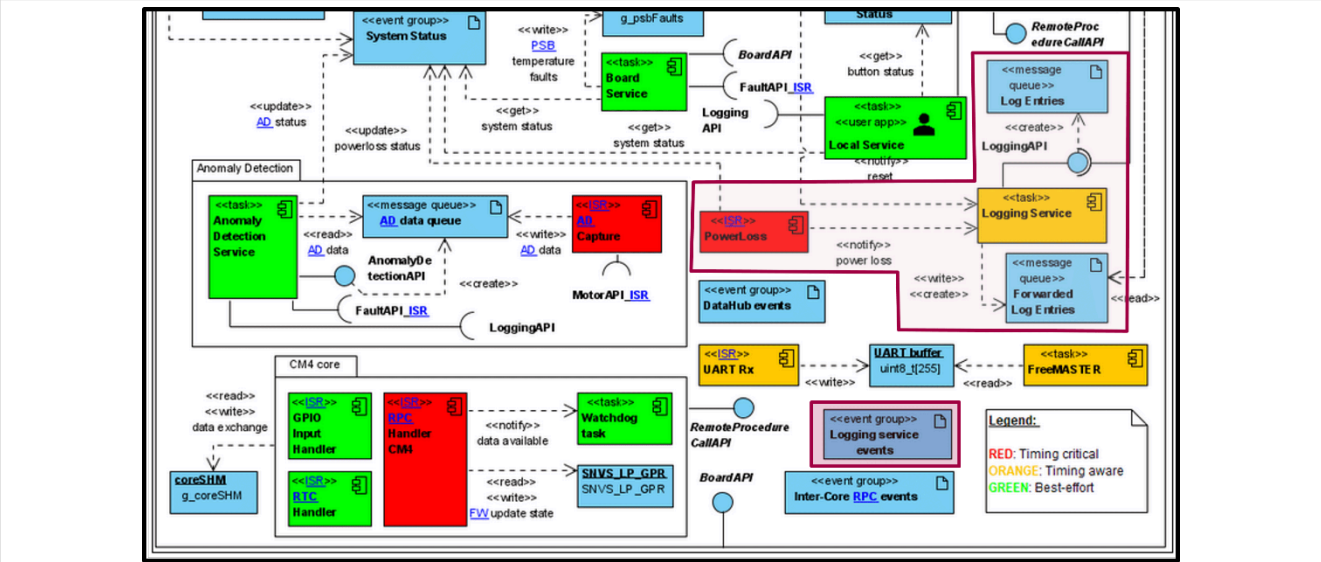 <<event group>>
System Status
<<write>>
PSB
temperature
faults
g_psbFaults
Status
RemoteProc
edureCallAPI
<<task>>
Board
Service
BoardAPI
FaultAPI_ISR
<<get>>
button status
<<message
queue>>
Log Entries
<<update>>
AD status
<<update>>
powerloss status
<<get>>
system status
<<get>>
system status
Logging
API
<<task>>
<<user app>>
Local Service
<<create>>
LoggingAPI
<<notify>>
reset
Anomaly Detection
<<task>>
Anomaly
Detection
Service
<<read>>
AD data
<<message queue>>
AD data queue
<<write>>
AD data
<<ISR>>
AD
Capture
AnomalyDe
tectionAPI
<<create>>
MotorAPI_ISR
FaultAPI_ISR
LoggingAPI
<<ISR>>
PowerLoss
<<notify>>
power loss
<<task>>
Logging Service
<<write>>
<<create>>
<<message
queue>>
Forwarded
Log Entries
<<read>>
<<event group>>
DataHub events
<<ISR>>
UART Rx
<<write>>
UART buffer
uint8_t[255]
<<read>>
<<task>>
FreeMASTER
CM4 core
<<read>>
<<write>>
data exchange
coreSHM
g_coreSHM
<<ISR>>
GPIO
Input
Handler
<<ISR>>
RTC
Handler
<<ISR>>
RPC
Handler
CM4
<<notify>>
data available
<<task>>
Watchdog
task
<<read>>
<<write>>
FW update state
SNVS_LP_GPR
SNVS_LP_GPR
RemoteProcedure
CallAPI
BoardAPI
<<event group>>
Logging service
events
<<event group>>
Inter-Core RPC events
Legend:
RED: Timing critical
ORANGE: Timing aware
GREEN: Best-effort